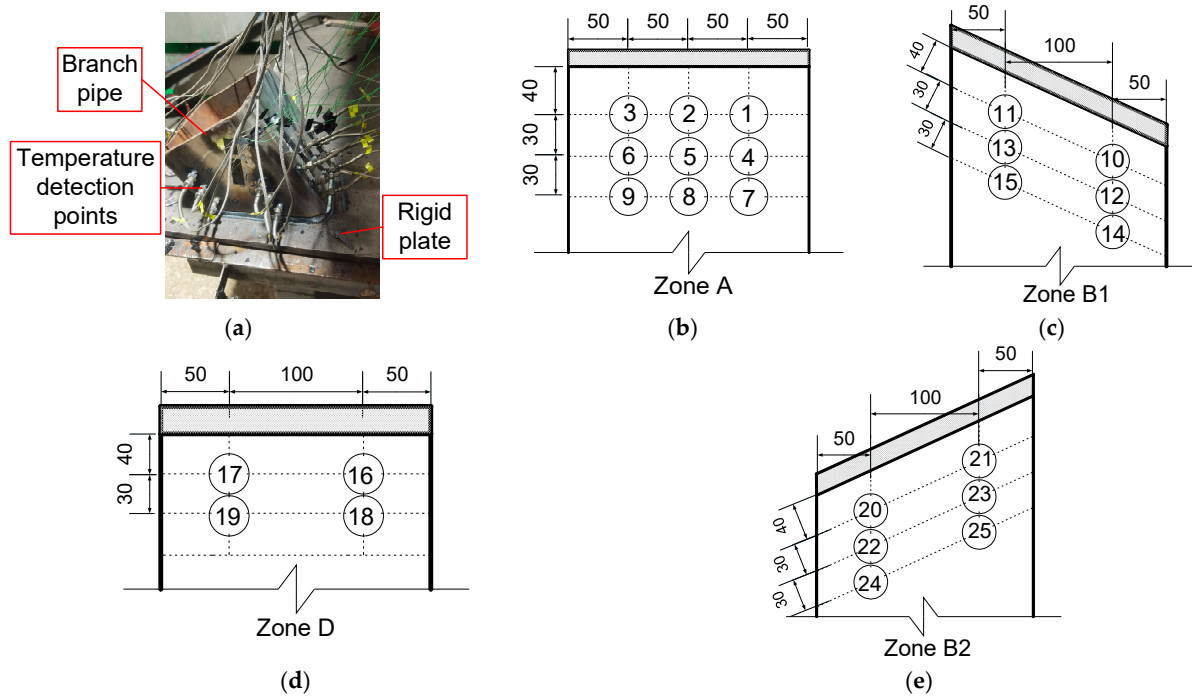 Branch
pipe
Temperature
detection
points
Rigid
plate
(a)
50 50 50 50
40
30
30
3 2 1
6 5 4
9 8 7
Zone A
(b)
50
100
50
40
30
30
11
10
13
12
15
14
Zone B1
(c)
50 100 50
40
30
17 16
19 18
Zone D
(d)
50
100
50
40
30
30
21
20
23
22
25
24
Zone B2
(e)